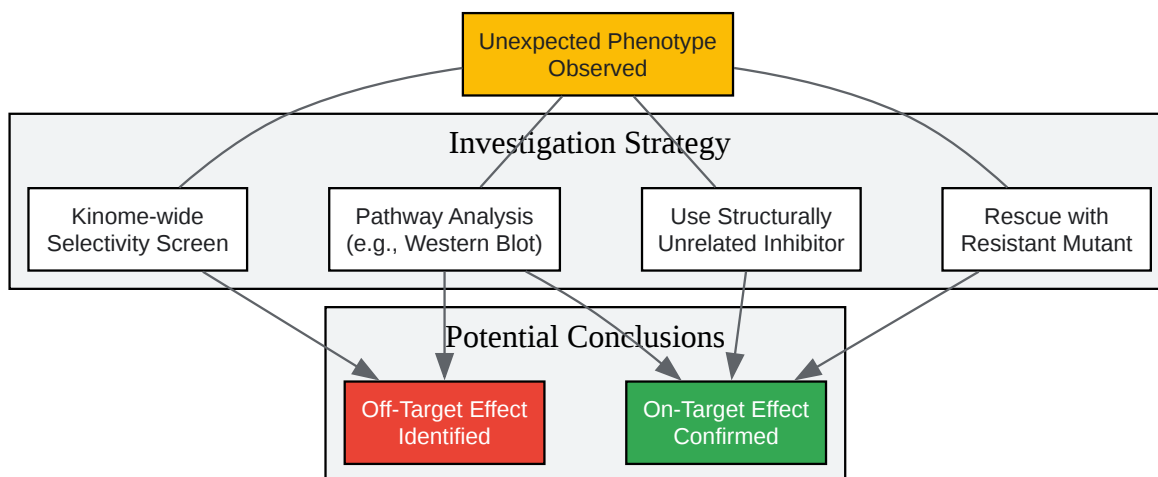 Unexpected Phenotype
Observed
Investigation Strategy
Kinome-wide
Selectivity Screen
Pathway Analysis
(e.g., Western Blot)
Use Structurally
Unrelated Inhibitor
Rescue with
Resistant Mutant
Potential Conclusions
Off-Target Effect
Identified
On-Target Effect
Confirmed